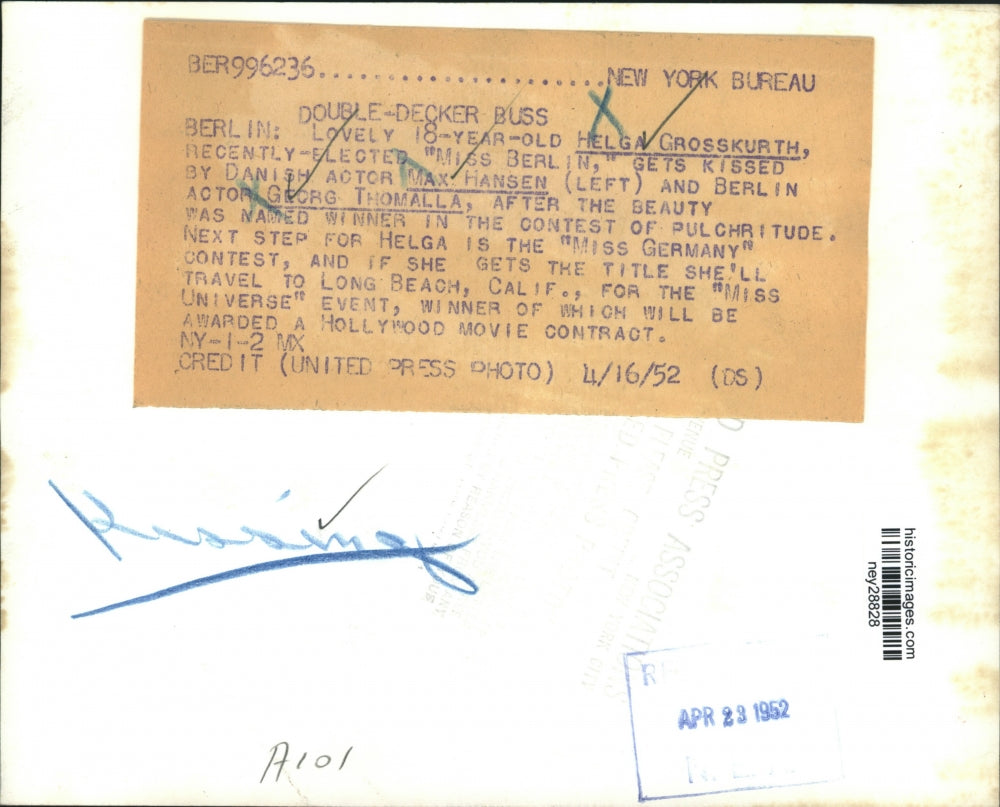 BER996236..........................NEW YORK BUREAU
DOUBLE-DECKER BUSS
BERLIN: LOVELY 18-YEAR-OLD HELGA GROSSKURTH,
RECENTLY-ELECTED "MISS BERLIN," GETS KISSED
BY DANISH ACTOR MAX HANSEN (LEFT) AND BERLIN
ACTOR GEORG THOMALLA, AFTER THE BEAUTY
WAS NAMED WINNER IN THE CONTEST OF PULCHRITUDE.
NEXT STEP FOR HELGA IS THE "MISS GERMANY"
CONTEST, AND IF SHE GETS THE TITLE SHE'LL
TRAVEL TO LONG BEACH, CALIF., FOR THE "MISS
UNIVERSE" EVENT, WINNER OF WHICH WILL BE
AWARDED A HOLLYWOOD MOVIE CONTRACT.
NY-1-2 MX
CREDIT (UNITED PRESS PHOTO) 4/16/52 (DS)
PRESS ASSOCIATI
Kissing
historicimages.com
ney28828
APR 23 1952
A101